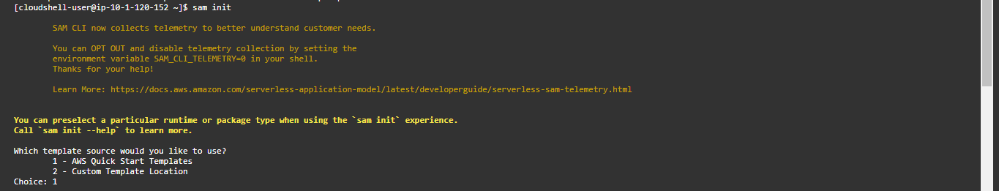 [cloudshell-user@ip-10-1-120-152 ~]$ sam init
SAM CLI now collects telemetry to better understand customer needs.
You can OPT OUT and disable telemetry collection by setting the
environment variable SAM_CLI_TELEMETRY=0 in your shell.
Thanks for your help!
Learn More: https://docs.aws.amazon.com/serverless-application-model/latest/developerguide/serverless-sam-telemetry.html
You can preselect a particular runtime or package type when using the `sam init` experience.
Call `sam init --help` to learn more.
Which template source would you like to use?
1 - AWS Quick Start Templates
2 - Custom Template Location
Choice: 1